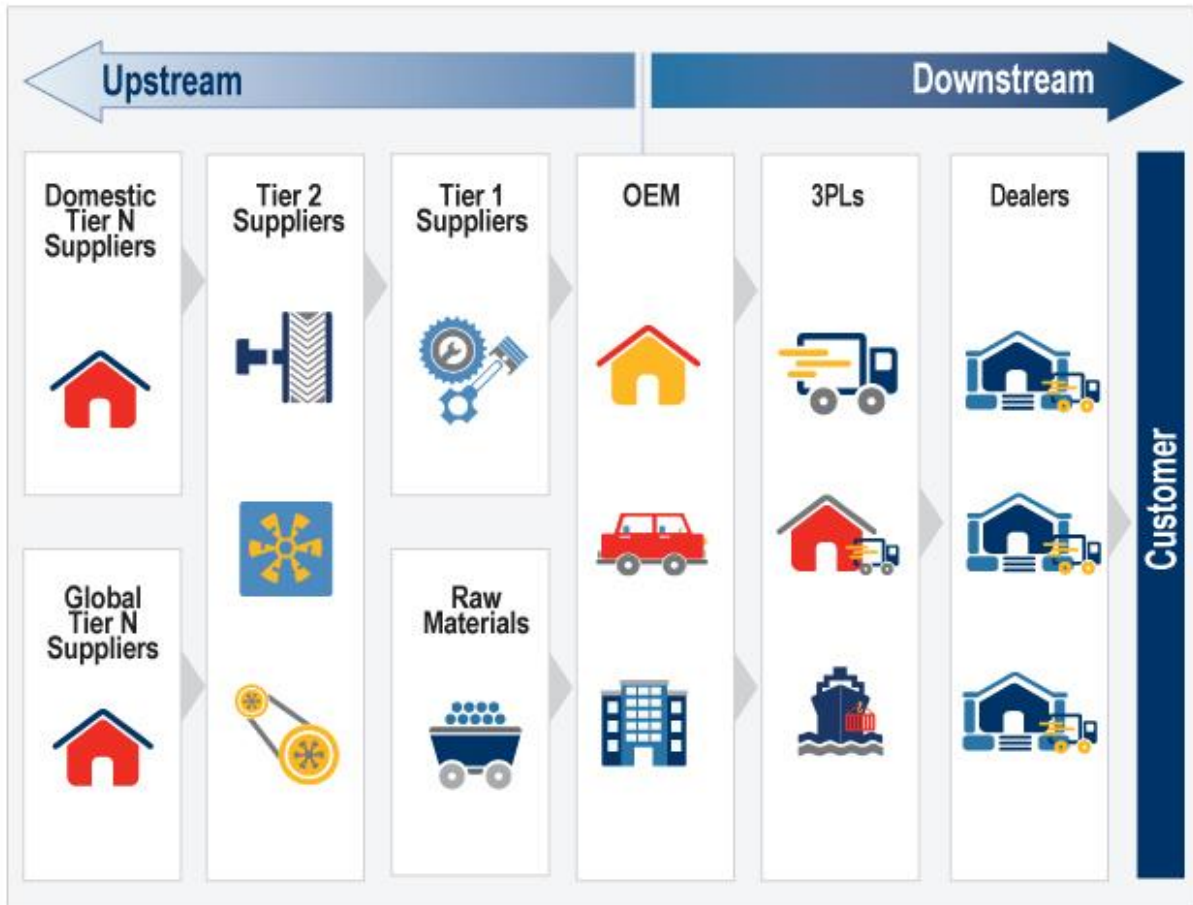 Upstream
Downstream
Domestic
Tier N
Suppliers
Tier 2
Suppliers
Tier 1
Suppliers
OEM
3PLs
Dealers
Global
Tier N
Suppliers
Raw
Materials
Customer